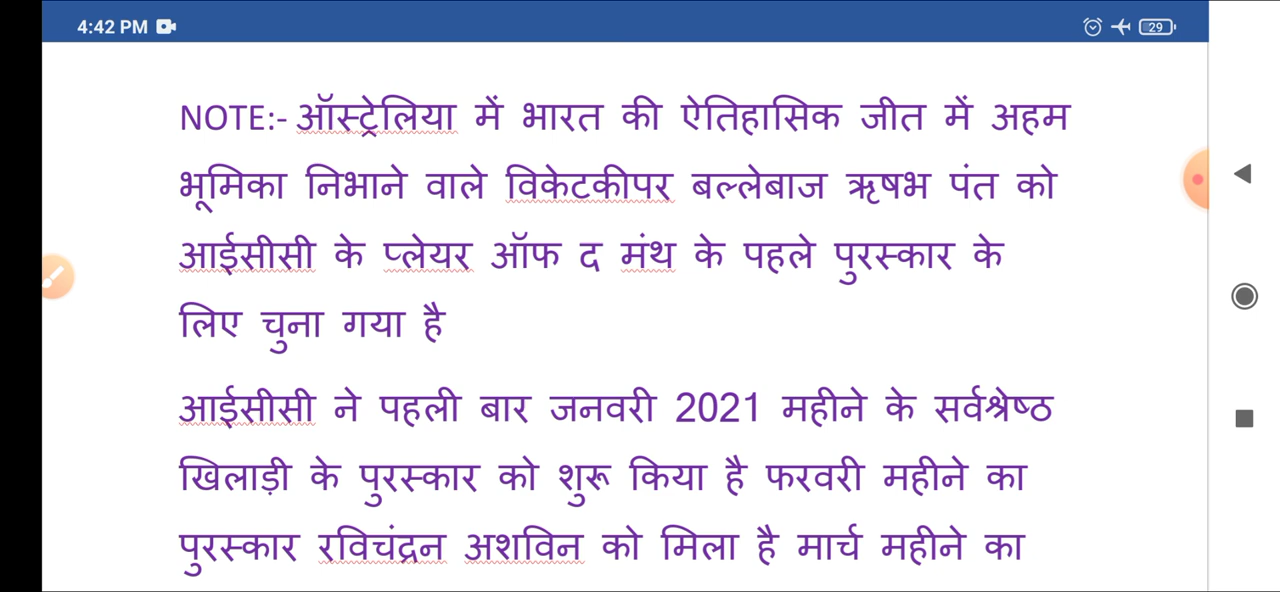 4:42 PM
29
NOTE:- ऑस्ट्रेलिया में भारत की ऐतिहासिक जीत में अहम
भूमिका निभाने वाले विकेटकीपर बल्लेबाज ऋषभ पंत को
आईसीसी के प्लेयर ऑफ द मंथ के पहले पुरस्कार के
लिए चुना गया है
आईसीसी ने पहली बार जनवरी 2021 महीने के सर्वश्रेष्ठ
खिलाड़ी के पुरस्कार को शुरू किया है फरवरी महीने का
पुरस्कार रविचंद्रन अशविन को मिला है मार्च महीने का